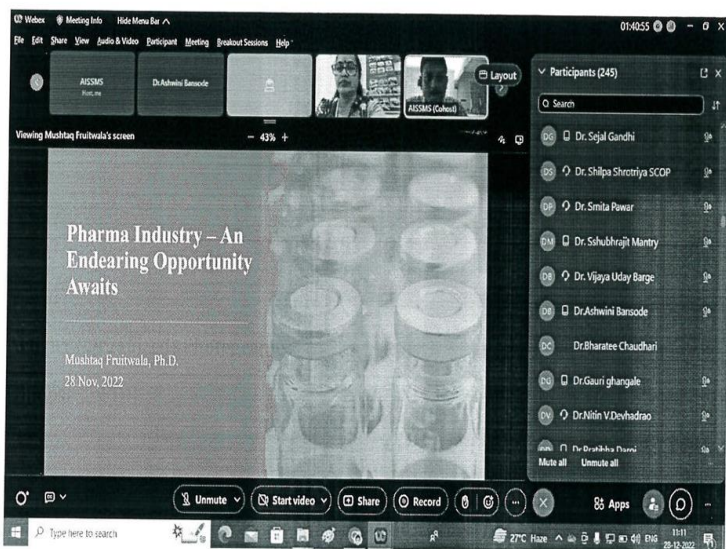 Webex Meeting Info Hide Menu Bar 01:40:55
File Edit Share View Audio & Video Participant Meeting Breakout Sessions Help
AISSMS
Host, me
Dr.Ashwini Bansode
AISSMS (Cohost)
Layout
Viewing Mushtaq Fruitwala's screen
43%
Pharma Industry – An
Endearing Opportunity
Awaits
Mushtaq Fruitwala, Ph.D.
28 Nov, 2022
Participants (245)
Search
DG Dr. Sejal Gandhi
DS Dr. Shilpa Shrotriya SCOP
DP Dr. Smita Pawar
DM Dr. Sshubhrajit Mantry
DB Dr. Vijaya Uday Barge
DB Dr.Ashwini Bansode
DC Dr.Bharatee Chaudhari
DG Dr.Gauri ghangale
DV Dr.Nitin V.Devhadrao
Mute all Unmute all
Unmute
Start video
Share
Record
Apps
Type here to search
27°C Haze
ENG
11:11
28-12-2022